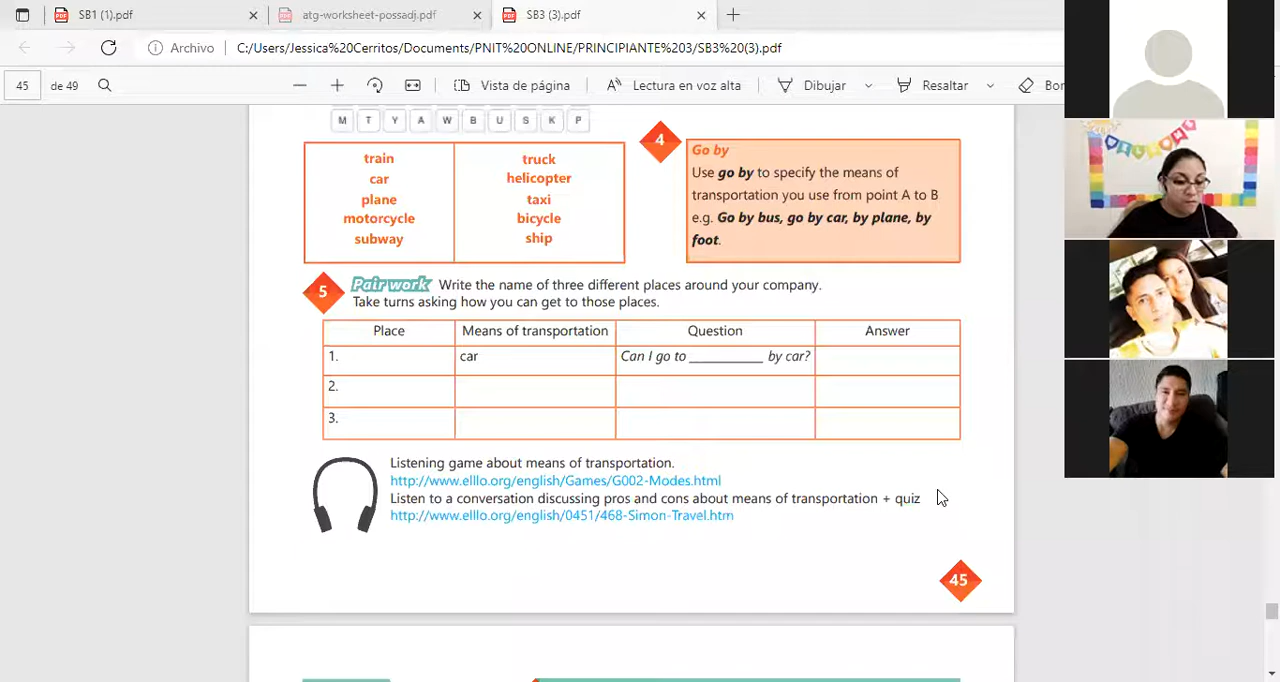 SB1 (1).pdf
atg-worksheet-possadj.pdf
SB3 (3).pdf
Archivo
C:/Users/Jessica%20Cerritos/Documents/PNIT%20ONLINE/PRINCIPIANTE%203/SB3%20(3).pdf
45 de 49
Vista de página
Lectura en voz alta
Dibujar
Resaltar
Bor
M T Y A W B U S K P
train truck
car helicopter
plane taxi
motorcycle bicycle
subway ship
4
Go by
Use go by to specify the means of
transportation you use from point A to B
e.g. Go by bus, go by car, by plane, by
foot.
5
Pair work Write the name of three different places around your company.
Take turns asking how you can get to those places.
Place Means of transportation Question Answer
1. car Can I go to __________ by car?
2.
3.
Listening game about means of transportation.
http://www.elllo.org/english/Games/G002-Modes.html
Listen to a conversation discussing pros and cons about means of transportation + quiz
http://www.elllo.org/english/0451/468-Simon-Travel.htm
45